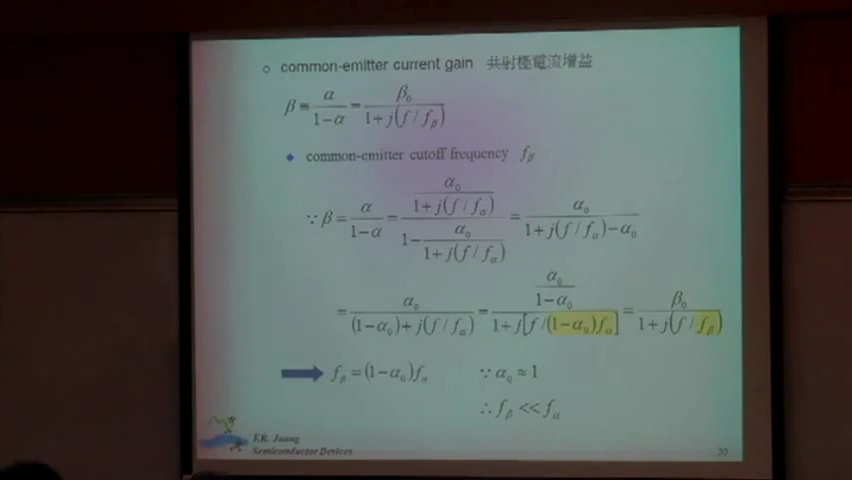 common-emitter current gain 共射極電流增益
β ≡ α/(1−α) = β₀/(1+j(f/f_β))
common-emitter cutoff frequency f_β
∵ β = α/(1−α) = (α₀/(1+j(f/f_α)))/(1−α₀/(1+j(f/f_α))) = α₀/(1+j(f/f_α)−α₀)
= α₀/((1−α₀)+j(f/f_α)) = (α₀/(1−α₀))/(1+j[f/(1−α₀)f_α]) = β₀/(1+j(f/f_β))
f_β = (1−α₀)f_α ∵ α₀ ≈ 1
∴ f_β << f_α
F.R. Juang
Semiconductor Devices 30